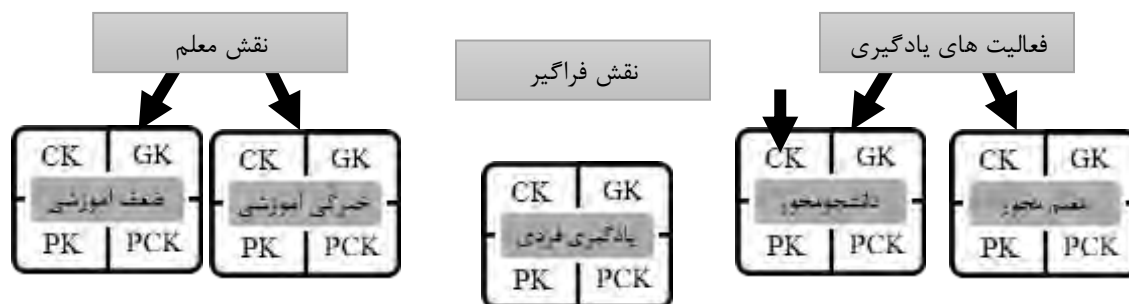 فعالیت های یادگیری
نقش فراگیر
نقش معلم
CK GK
معلم محور
PK PCK
CK GK
دانشجومحور
PK PCK
CK GK
یادگیری فردی
PK PCK
CK GK
خبرگی آموزشی
PK PCK
CK GK
ضعف آموزشی
PK PCK